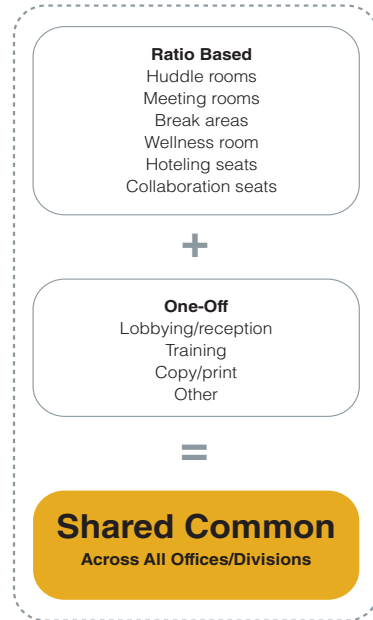 Ratio Based
Huddle rooms
Meeting rooms
Break areas
Wellness room
Hoteling seats
Collaboration seats
+
One-Off
Lobbying/reception
Training
Copy/print
Other
=
Shared Common
Across All Offices/Divisions